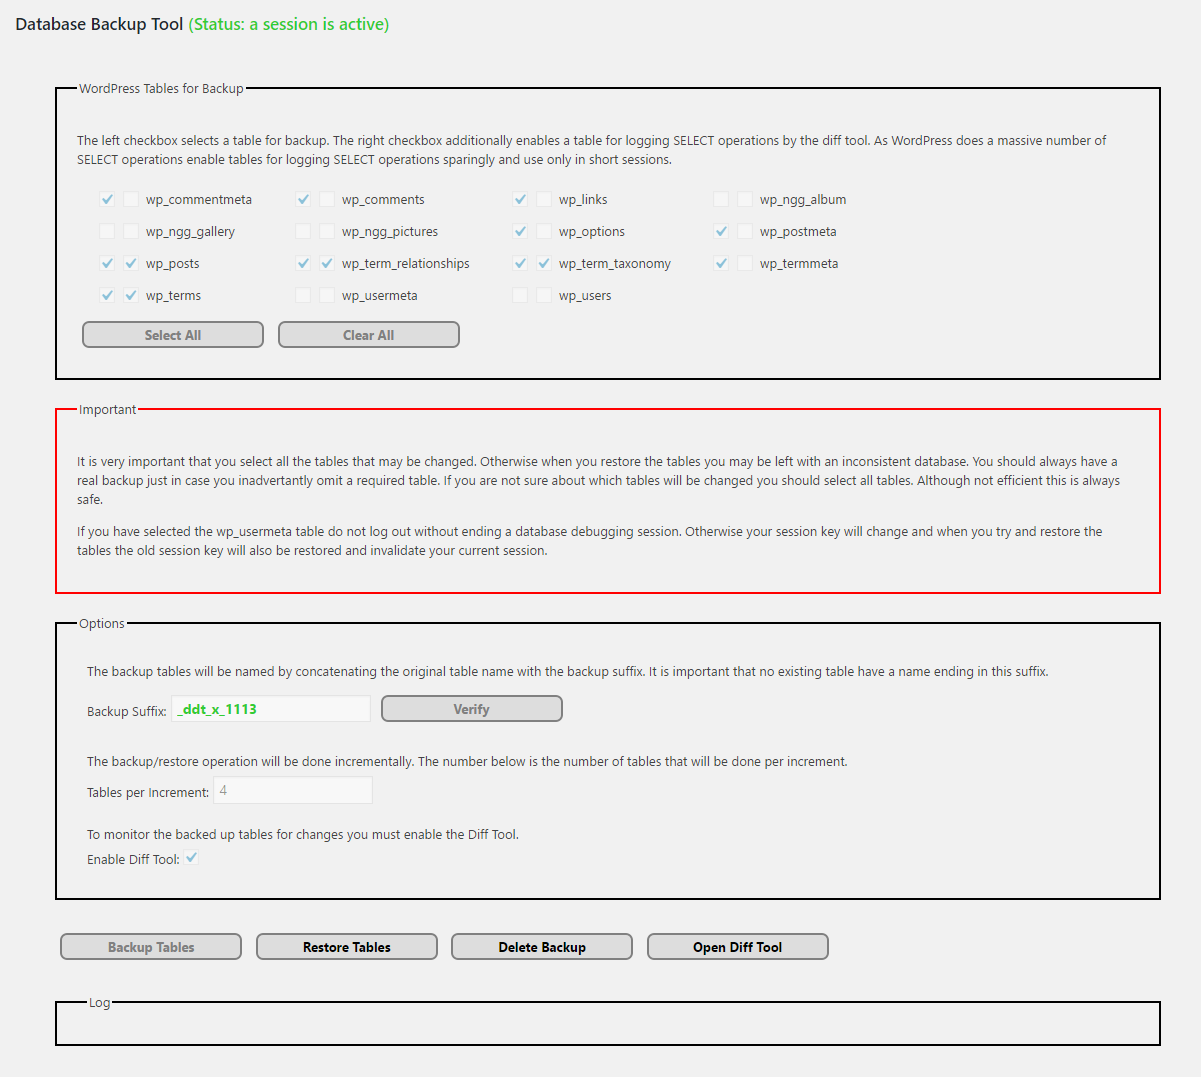 Database Backup Tool (Status: a session is active)
WordPress Tables for Backup
The left checkbox selects a table for backup. The right checkbox additionally enables a table for logging SELECT operations by the diff tool. As WordPress does a massive number of
SELECT operations enable tables for logging SELECT operations sparingly and use only in short sessions.
wp_commentmeta wp_comments wp_links wp_ngg_album
wp_ngg_gallery wp_ngg_pictures wp_options wp_postmeta
wp_posts wp_term_relationships wp_term_taxonomy wp_termmeta
wp_terms wp_usermeta wp_users
Select All Clear All
Important
It is very important that you select all the tables that may be changed. Otherwise when you restore the tables you may be left with an inconsistent database. You should always have a
real backup just in case you inadvertantly omit a required table. If you are not sure about which tables will be changed you should select all tables. Although not efficient this is always
safe.
If you have selected the wp_usermeta table do not log out without ending a database debugging session. Otherwise your session key will change and when you try and restore the
tables the old session key will also be restored and invalidate your current session.
Options
The backup tables will be named by concatenating the original table name with the backup suffix. It is important that no existing table have a name ending in this suffix.
Backup Suffix: _ddt_x_1113 Verify
The backup/restore operation will be done incrementally. The number below is the number of tables that will be done per increment.
Tables per Increment: 4
To monitor the backed up tables for changes you must enable the Diff Tool.
Enable Diff Tool:
Backup Tables Restore Tables Delete Backup Open Diff Tool
Log